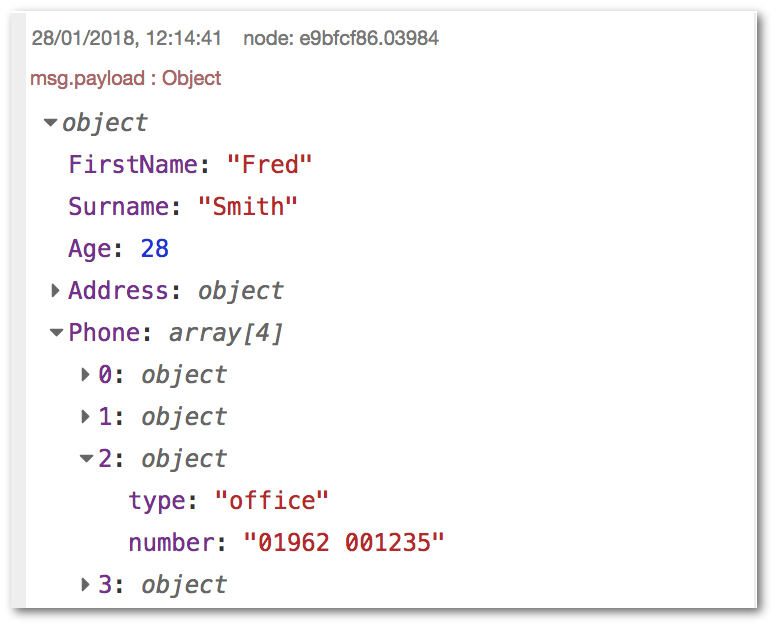 28/01/2018, 12:14:41 node: e9bfcf86.03984
msg.payload : Object
object
FirstName: "Fred"
Surname: "Smith"
Age: 28
Address: object
Phone: array[4]
0: object
1: object
2: object
type: "office"
number: "01962 001235"
3: object